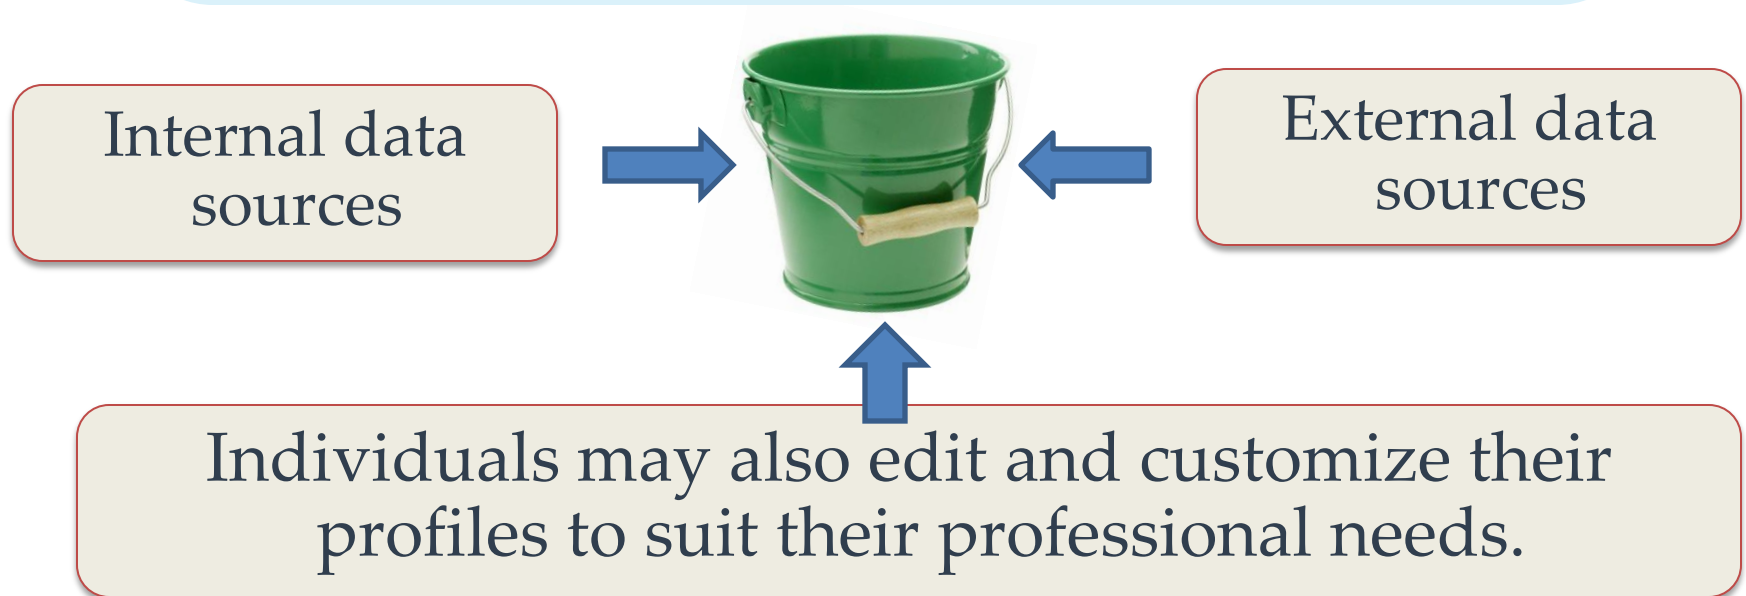 Internal data
sources
External data
sources
Individuals may also edit and customize their
profiles to suit their professional needs.